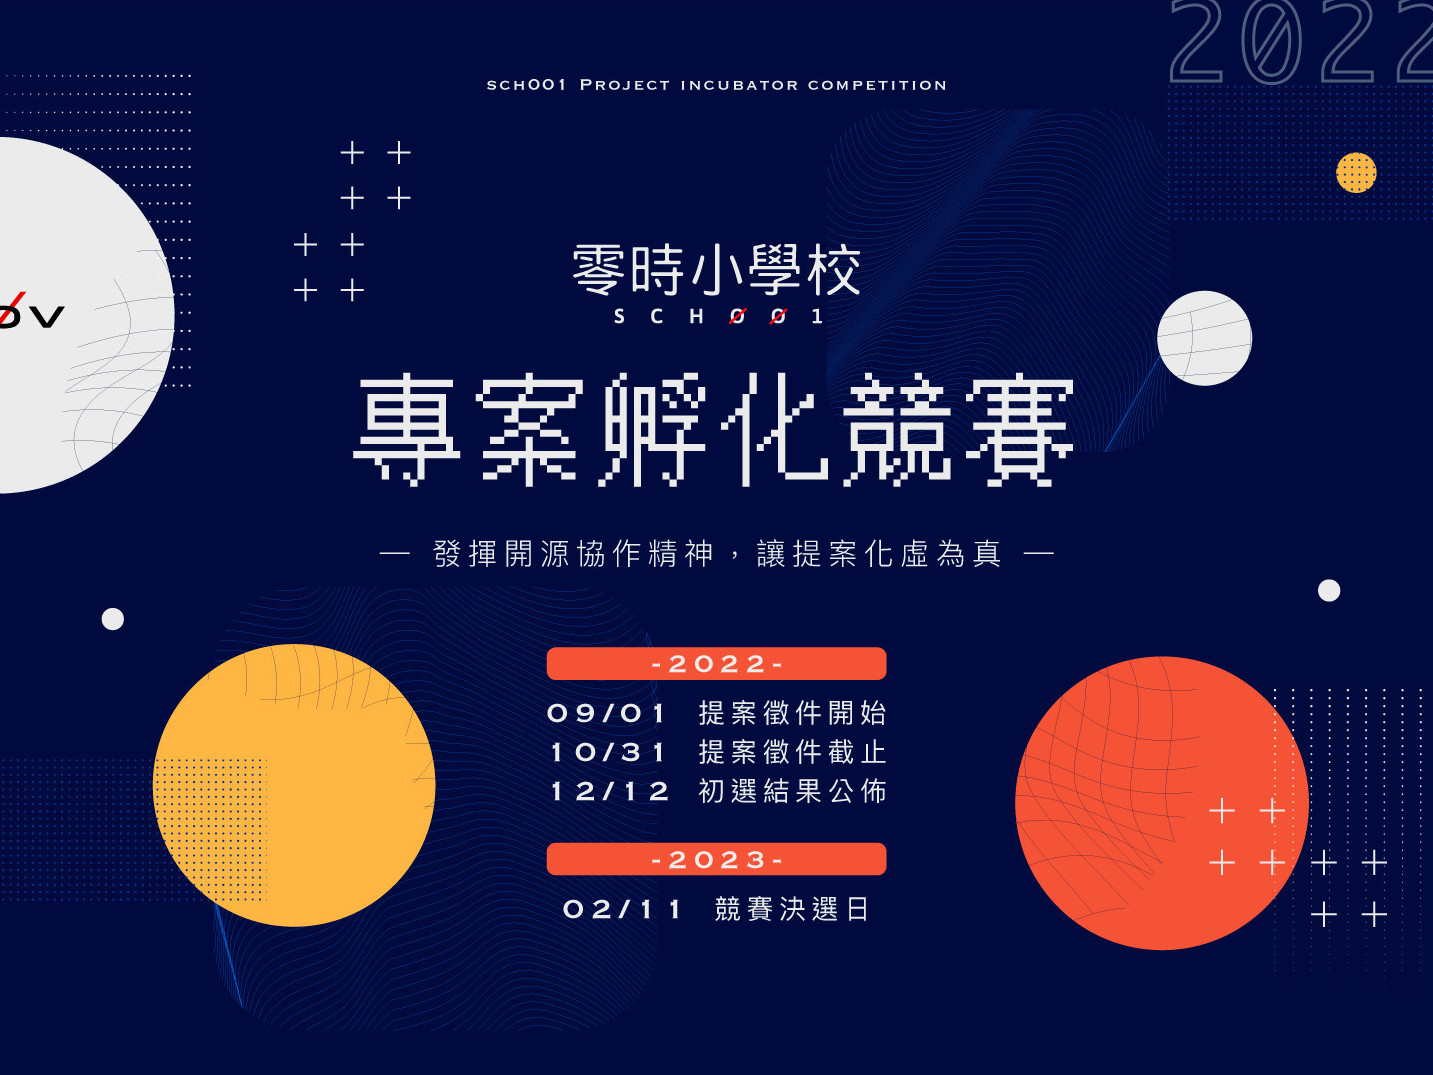 2022
SCH001 PROJECT INCUBATOR COMPETITION
零時小學校
SCH001
專案孵化競賽
— 發揮開源協作精神,讓提案化虛為真 —
-2022-
09/01 提案徵件開始
10/31 提案徵件截止
12/12 初選結果公佈
-2023-
02/11 競賽決選日